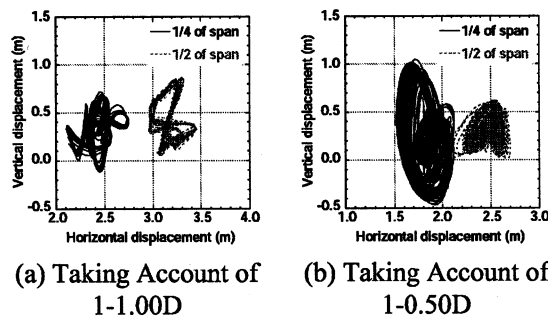 1/4 of span
1/2 of span
Vertical displacement (m)
1.5
1.0
0.5
0.0
-0.5
2.0 2.5 3.0 3.5 4.0
Horizontal displacement (m)
(a) Taking Account of
1-1.00D
1/4 of span
1/2 of span
Vertical displacement (m)
1.5
1.0
0.5
0.0
-0.5
1.0 1.5 2.0 2.5 3.0
Horizontal displacement (m)
(b) Taking Account of
1-0.50D